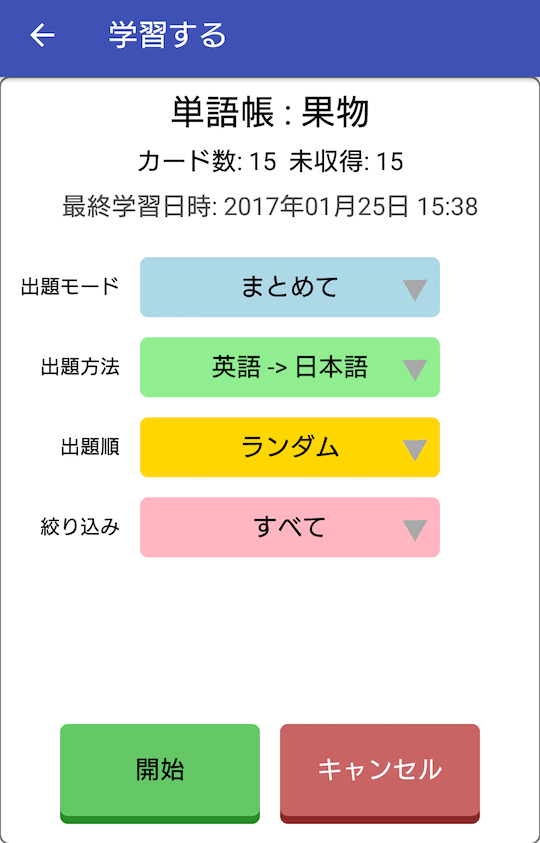 学習する
単語帳 : 果物
カード数: 15 未収得: 15
最終学習日時: 2017年01月25日 15:38
出題モード まとめて
出題方法 英語 -> 日本語
出題順 ランダム
絞り込み すべて
開始 キャンセル